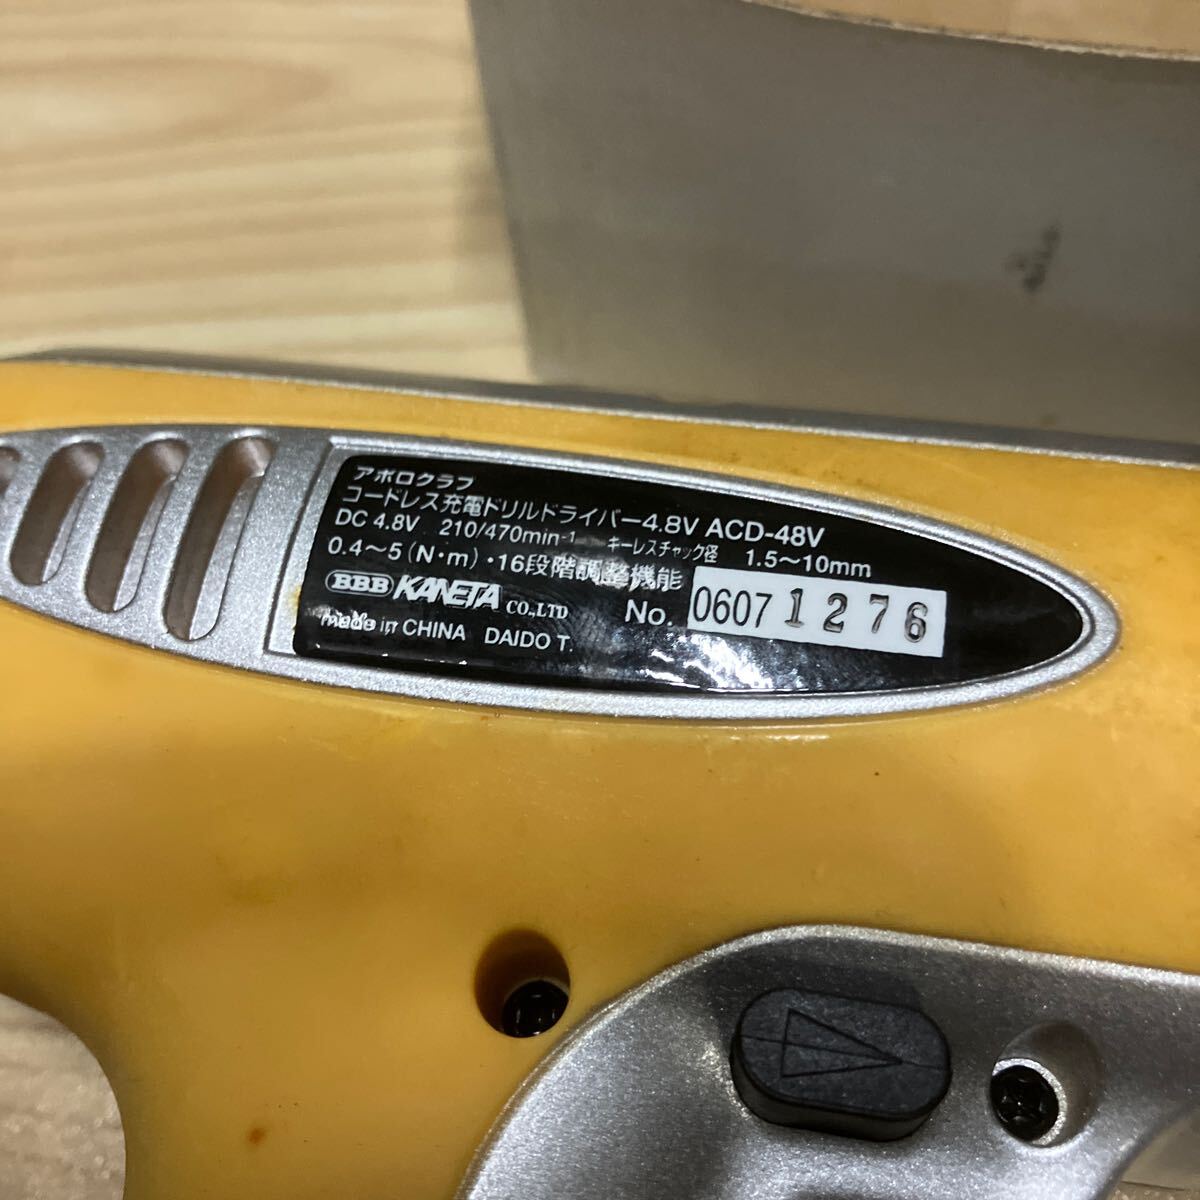 アポロクラフ
コードレス充電ドリルドライバー4.8V ACD-48V
DC 4.8V 210/470min⁻¹ キーレスチャック径 1.5〜10mm
0.4〜5(N・m)・16段階調整機能
BBB KANETA CO.,LTD No. 06071276
made in CHINA DAIDO T.